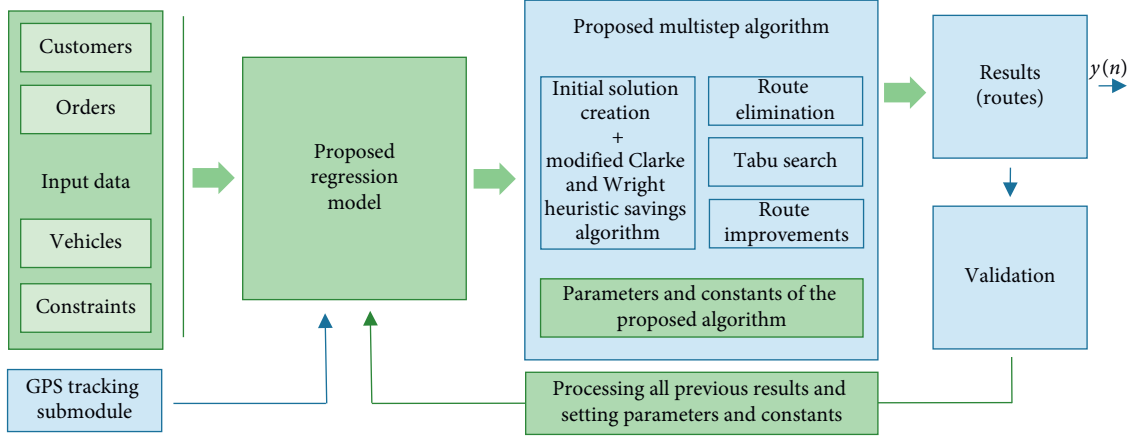 Customers
Orders
Input data
Vehicles
Constraints
GPS tracking
submodule
Proposed
regression
model
Proposed multistep algorithm
Initial solution
creation
+
modified Clarke
and Wright
heuristic savings
algorithm
Route
elimination
Tabu search
Route
improvements
Parameters and constants of the
proposed algorithm
Processing all previous results and
setting parameters and constants
Results
(routes)
y(n)
Validation